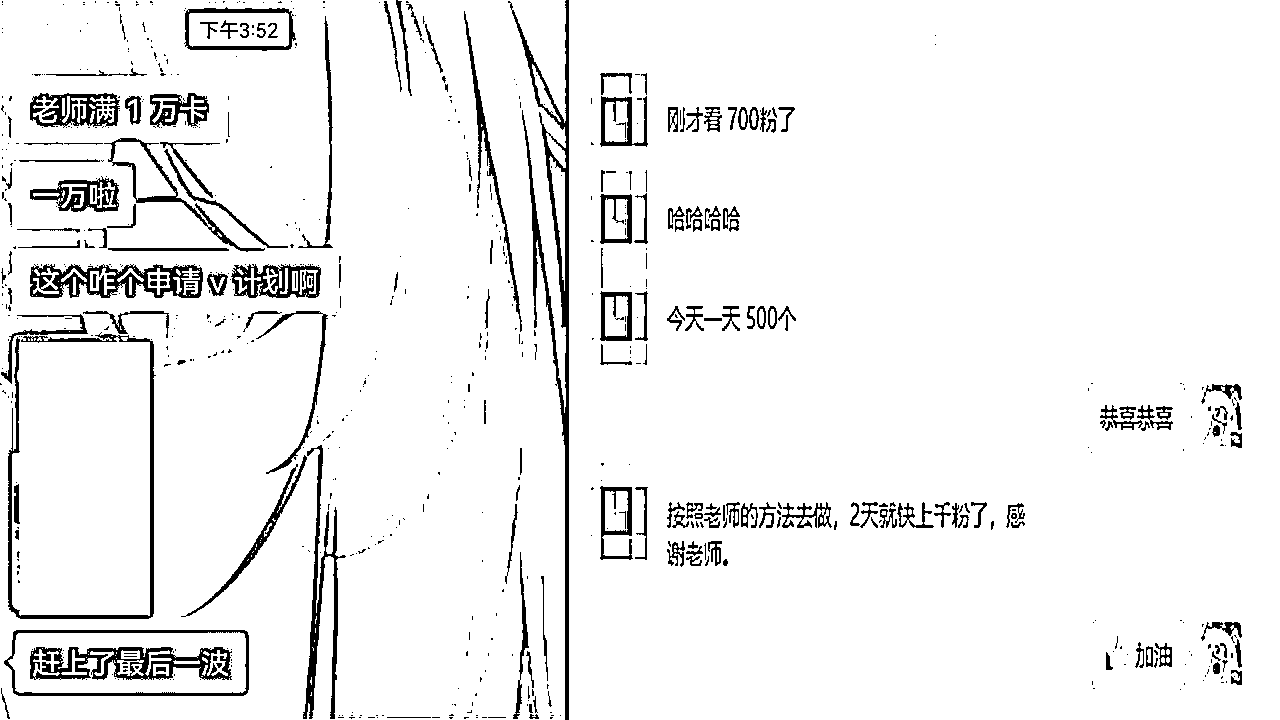 下午3:52
老师满 1 万卡
一万啦
这个咋个申请 v 计划啊
赶上了最后一波
刚才看 700粉了
哈哈哈哈
今天一天 500个
恭喜恭喜
按照老师的方法去做，2天就快上千粉了，感
谢老师。
加油